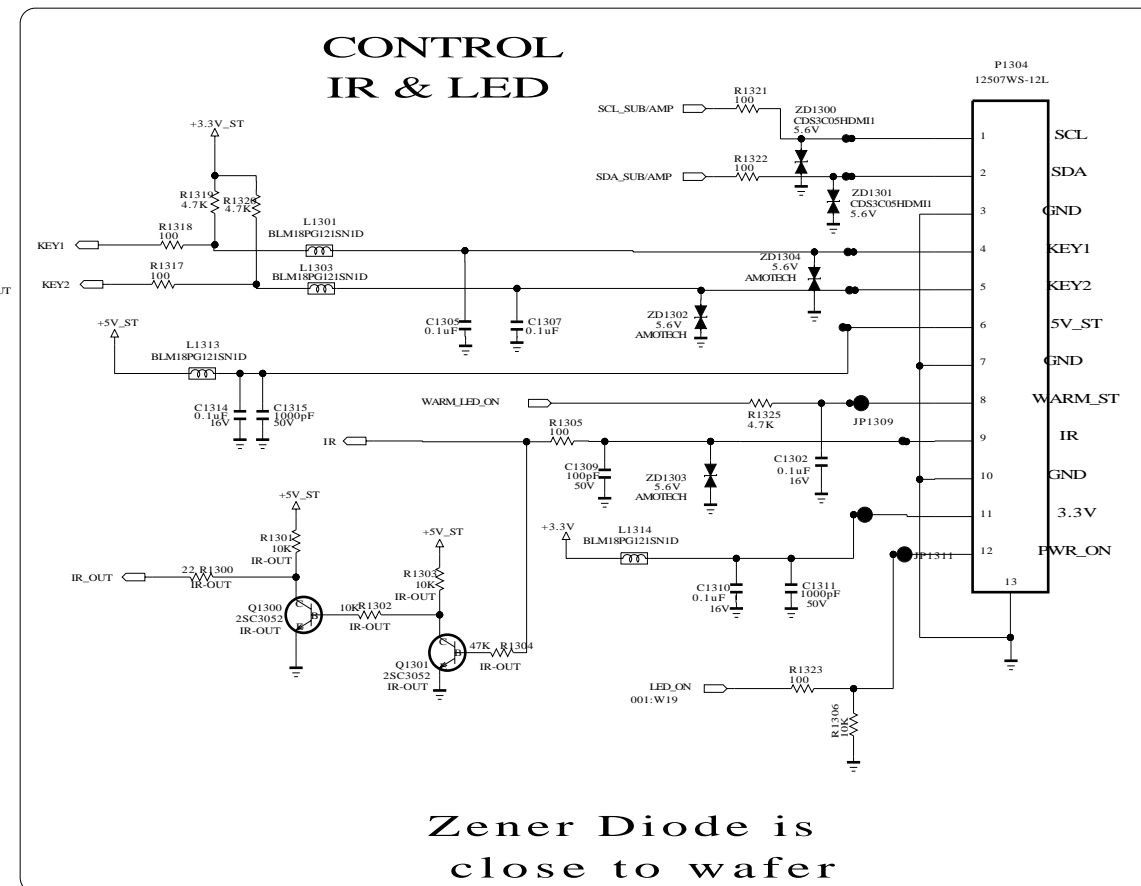 CONTROL
IR & LED
P1304
12507WS-12L
SCL_SUB/AMP
R1321
100
ZD1300
CDS3C05HDMI1
5.6V
1
SCL
SDA_SUB/AMP
R1322
100
ZD1301
CDS3C05HDMI1
5.6V
2
SDA
3
GND
+3.3V_ST
R1319
4.7K
R1320
4.7K
KEY1
R1318
100
L1301
BLM18PG121SN1D
ZD1304
5.6V
AMOTECH
4
KEY1
KEY2
R1317
100
L1303
BLM18PG121SN1D
C1305
0.1uF
C1307
0.1uF
ZD1302
5.6V
AMOTECH
5
KEY2
+5V_ST
L1313
BLM18PG121SN1D
6
5V_ST
7
GND
C1314
0.1uF
16V
C1315
1000pF
50V
WARM_LED_ON
R1325
4.7K
JP1309
8
WARM_ST
IR
R1305
100
9
IR
C1309
100pF
50V
ZD1303
5.6V
AMOTECH
C1302
0.1uF
16V
10
GND
+3.3V
L1314
BLM18PG121SN1D
11
3.3V
C1310
0.1uF
16V
C1311
1000pF
50V
JP1311
12
PWR_ON
13
+5V_ST
R1301
10K
IR-OUT
+5V_ST
R1303
10K
IR-OUT
IR_OUT
22 R1300
IR-OUT
Q1300
2SC3052
IR-OUT
C
B
E
10K R1302
IR-OUT
Q1301
2SC3052
IR-OUT
C
B
E
47K R1304
IR-OUT
LED_ON
001:W19
R1323
100
R1306
10K
Zener Diode is
close to wafer